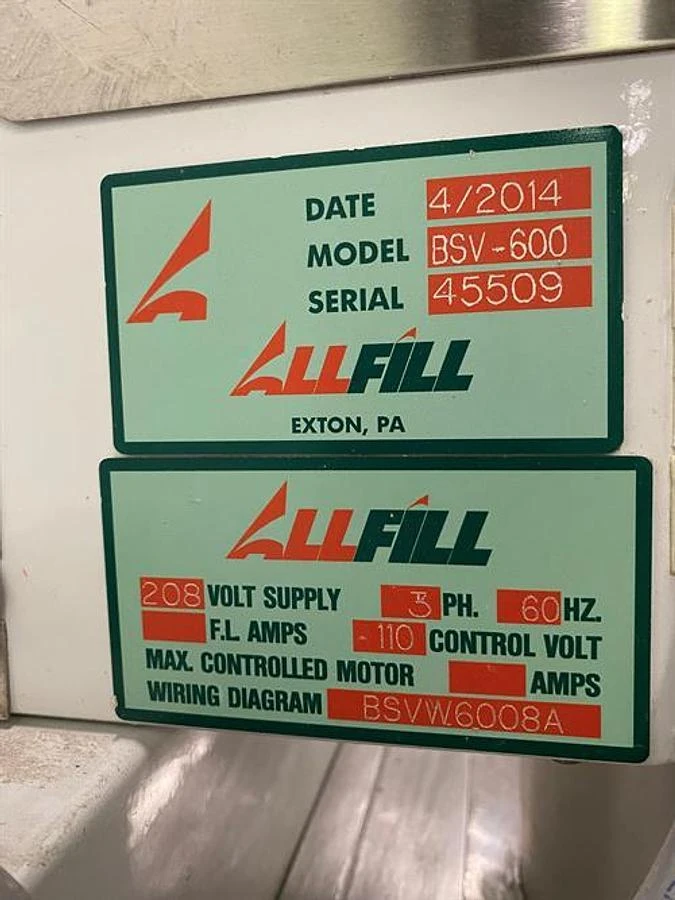 DATE 4/2014
MODEL BSV-600
SERIAL 45509
ALLFILL
EXTON, PA
ALLFILL
208 VOLT SUPPLY 3 PH. 60 HZ.
F.L. AMPS 110 CONTROL VOLT
MAX. CONTROLLED MOTOR AMPS
WIRING DIAGRAM BSVW6008A